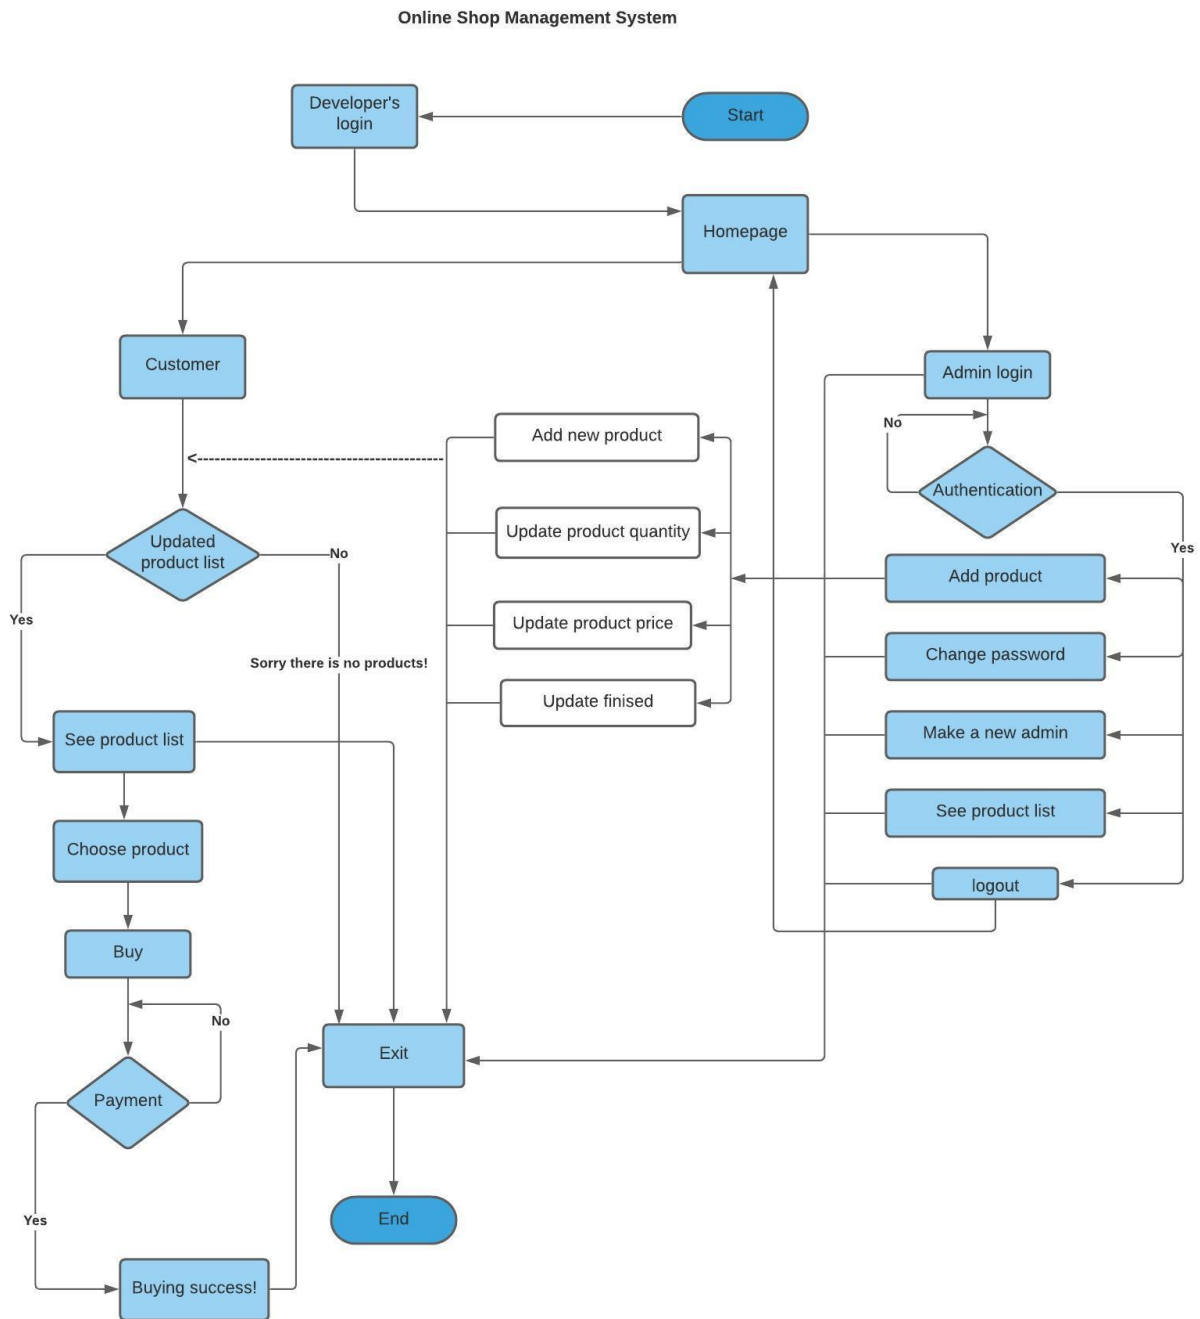 Online Shop Management System
Start
Developer's
login
Homepage
Customer
Admin login
No
Authentication
Yes
Add new product
<
Update product quantity
Update product price
Update finised
Add product
Change password
Make a new admin
See product list
logout
Updated
product list
No
Yes
Sorry there is no products!
See product list
Choose product
Buy
No
Payment
Yes
Buying success!
Exit
End